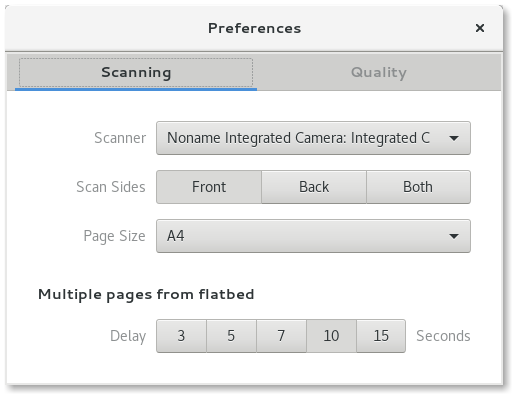 Preferences ×
Scanning Quality
Scanner Noname Integrated Camera: Integrated C
Scan Sides Front Back Both
Page Size A4
Multiple pages from flatbed
Delay 3 5 7 10 15 Seconds